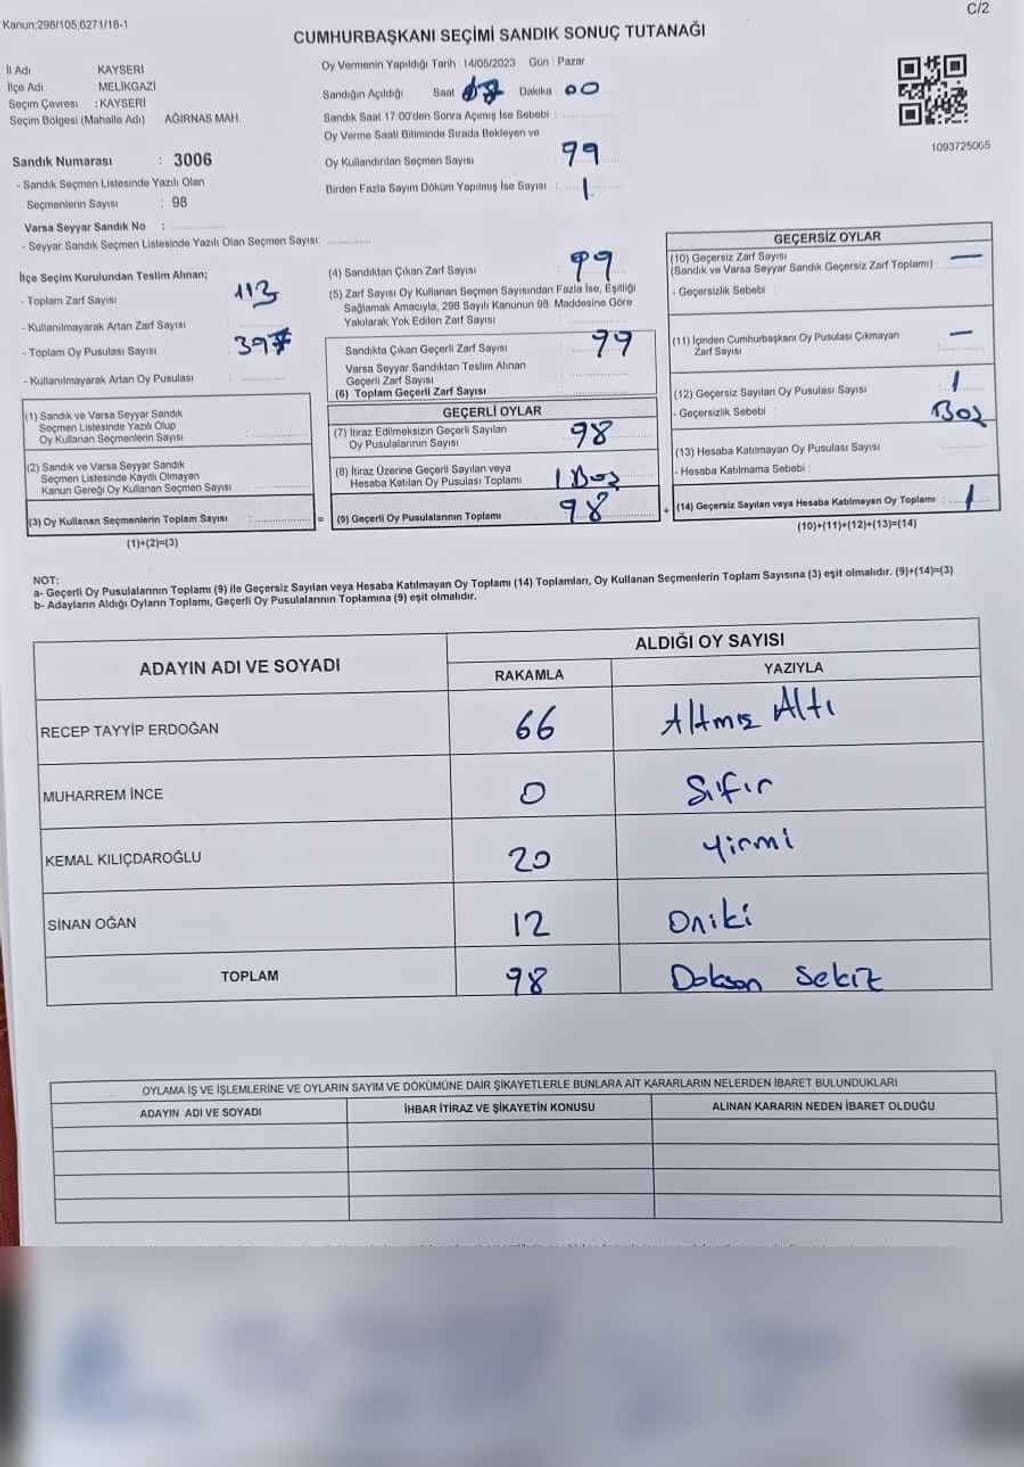 Kanun;298/105;6271/18-1
C/2
CUMHURBAŞKANI SEÇİMİ SANDIK SONUÇ TUTANAĞI
İl Adı : KAYSERİ
İlçe Adı : MELİKGAZİ
Seçim Çevresi : KAYSERİ
Seçim Bölgesi (Mahalle Adı) AĞIRNAS MAH.
Sandık Numarası : 3006
- Sandık Seçmen Listesinde Yazılı Olan
Seçmenlerin Sayısı : 98
Varsa Seyyar Sandık No :
- Seyyar Sandık Seçmen Listesinde Yazılı Olan Seçmen Sayısı:
Oy Vermenin Yapıldığı Tarih : 14/05/2023 Gün : Pazar
Sandığın Açıldığı Saat Dakika 00
Sandık Saat 17:00'den Sonra Açımış İse Sebebi :
Oy Verme Saati Bitiminde Sırada Bekleyen ve
Oy Kullandırılan Seçmen Sayısı 99
Birden Fazla Sayım Döküm Yapılmış İse Sayısı : 1
1093725065
İlçe Seçim Kurulundan Teslim Alınan;
- Toplam Zarf Sayısı 113
- Kullanılmayarak Artan Zarf Sayısı
- Toplam Oy Pusulası Sayısı
- Kullanılmayarak Artan Oy Pusulası :
(1) Sandık ve Varsa Seyyar Sandık
Seçmen Listesinde Yazılı Olup
Oy Kullanan Seçmenlerin Sayısı
(2) Sandık ve Varsa Seyyar Sandık
Seçmen Listesinde Kayıtlı Olmayan
Kanun Gereği Oy Kullanan Seçmen Sayısı
(3) Oy Kullanan Seçmenlerin Toplam Sayısı :
(1)+(2)=(3)
=
(4) Sandıktan Çıkan Zarf Sayısı 99
(5) Zarf Sayısı Oy Kullanan Seçmen Sayısından Fazla İse, Eşitliği
Sağlamak Amacıyla, 298 Sayılı Kanunun 98. Maddesine Göre
Yakılarak Yok Edilen Zarf Sayısı
Sandıkta Çıkan Geçerli Zarf Sayısı 99
Varsa Seyyar Sandıktan Teslim Alınan
Geçerli Zarf Sayısı
(6) Toplam Geçerli Zarf Sayısı
GEÇERLİ OYLAR
(7) İtiraz Edilmeksizin Geçerli Sayılan
Oy Pusulalarının Sayısı 98
(8) İtiraz Üzerine Geçerli Sayılan veya
Hesaba Katılan Oy Pusulası Toplamı 1 Boş
(9) Geçerli Oy Pusulalarının Toplamı 98
+
GEÇERSİZ OYLAR
(10) Geçersiz Zarf Sayısı —
(Sandık ve Varsa Seyyar Sandık Geçersiz Zarf Toplamı)
- Geçersizlik Sebebi :
(11) İçinden Cumhurbaşkanı Oy Pusulası Çıkmayan —
Zarf Sayısı
(12) Geçersiz Sayılan Oy Pusulası Sayısı 1
- Geçersizlik Sebebi : Boş
(13) Hesaba Katılmayan Oy Pusulası Sayısı
- Hesaba Katılmama Sebebi :
(14) Geçersiz Sayılan veya Hesaba Katılmayan Oy Toplamı : 1
(10)+(11)+(12)+(13)=(14)
NOT:
a- Geçerli Oy Pusulalarının Toplamı (9) ile Geçersiz Sayılan veya Hesaba Katılmayan Oy Toplamı (14) Toplamları, Oy Kullanan Seçmenlerin Toplam Sayısına (3) eşit olmalıdır. (9)+(14)=(3)
b- Adayların Aldığı Oyların Toplamı, Geçerli Oy Pusulalarının Toplamına (9) eşit olmalıdır.
ADAYIN ADI VE SOYADI
ALDIĞI OY SAYISI
RAKAMLA YAZIYLA
RECEP TAYYİP ERDOĞAN 66 Altmış Altı
MUHARREM İNCE 0 Sıfır
KEMAL KILIÇDAROĞLU 20 Yirmi
SİNAN OĞAN 12 Oniki
TOPLAM 98 Doksan Sekiz
OYLAMA İŞ VE İŞLEMLERİNE VE OYLARIN SAYIM VE DÖKÜMÜNE DAİR ŞİKAYETLERLE BUNLARA AİT KARARLARIN NELERDEN İBARET BULUNDUKLARI
ADAYIN ADI VE SOYADI İHBAR İTİRAZ VE ŞİKAYETİN KONUSU ALINAN KARARIN NEDEN İBARET OLDUĞU